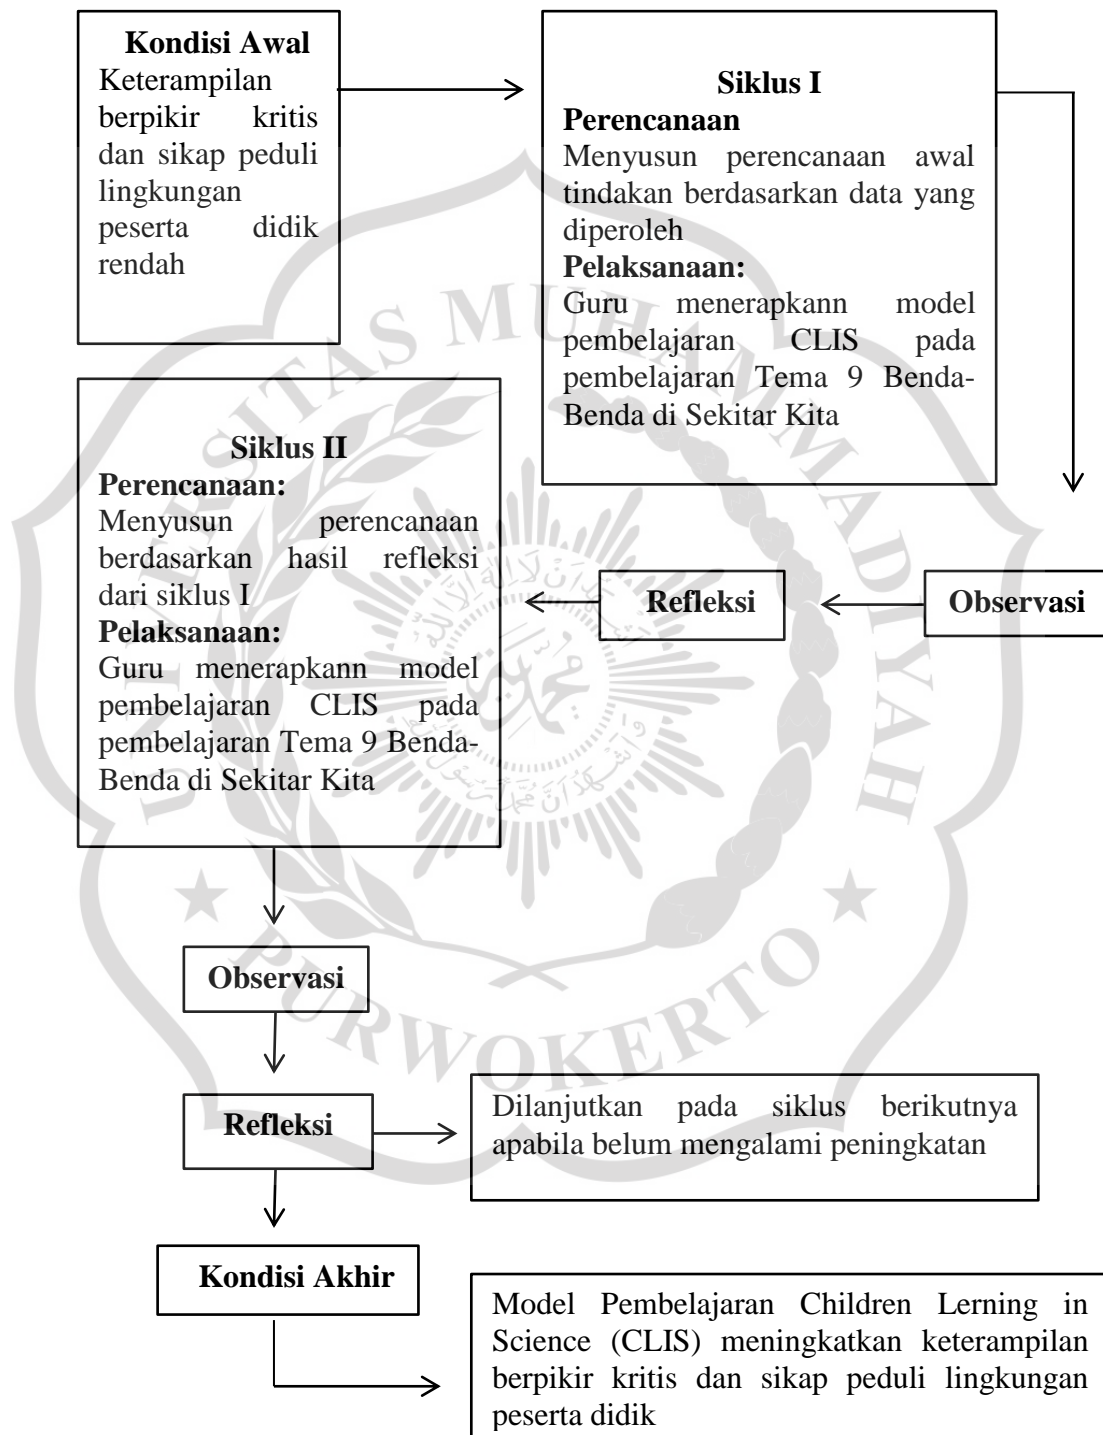 Kondisi Awal
Keterampilan
berpikir kritis
dan sikap peduli
lingkungan
peserta didik
rendah
Siklus I
Perencanaan
Menyusun perencanaan awal
tindakan berdasarkan data yang
diperoleh
Pelaksanaan:
Guru menerapkann model
pembelajaran CLIS pada
pembelajaran Tema 9 Benda-
Benda di Sekitar Kita
Observasi
Refleksi
Siklus II
Perencanaan:
Menyusun perencanaan
berdasarkan hasil refleksi
dari siklus I
Pelaksanaan:
Guru menerapkann model
pembelajaran CLIS pada
pembelajaran Tema 9 Benda-
Benda di Sekitar Kita
Observasi
Refleksi
Dilanjutkan pada siklus berikutnya
apabila belum mengalami peningkatan
Kondisi Akhir
Model Pembelajaran Children Lerning in
Science (CLIS) meningkatkan keterampilan
berpikir kritis dan sikap peduli lingkungan
peserta didik
UNIVERSITAS MUHAMMADIYAH
PURWOKERTO